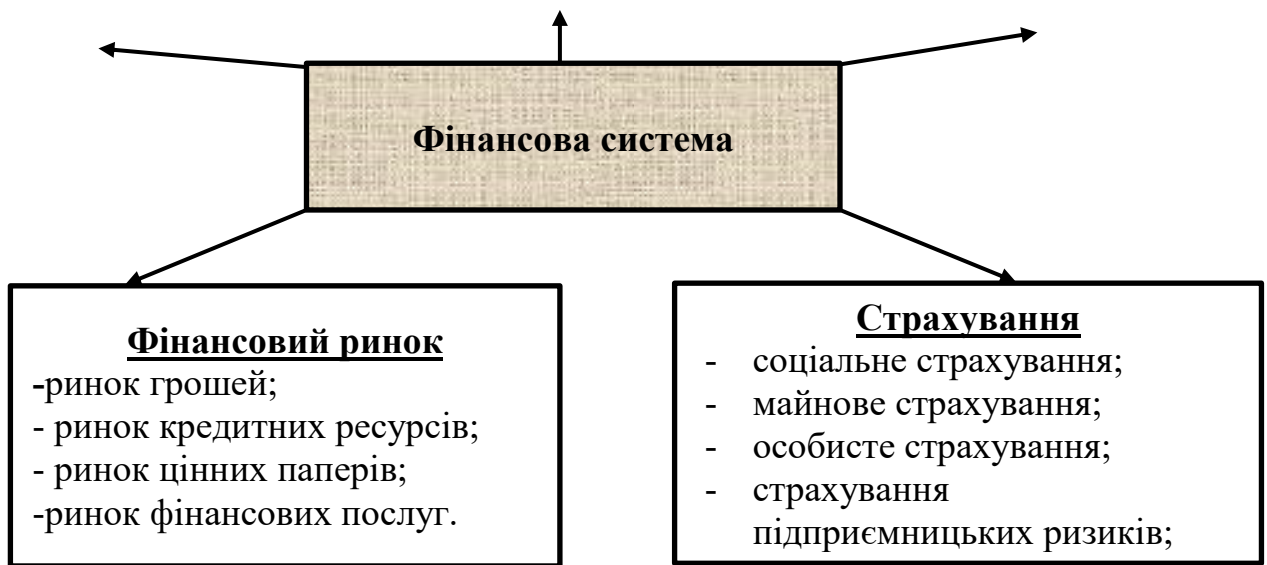 Фінансова система
Фінансовий ринок
-ринок грошей;
- ринок кредитних ресурсів;
- ринок цінних паперів;
-ринок фінансових послуг.
Страхування
- соціальне страхування;
- майнове страхування;
- особисте страхування;
- страхування
підприємницьких ризиків;